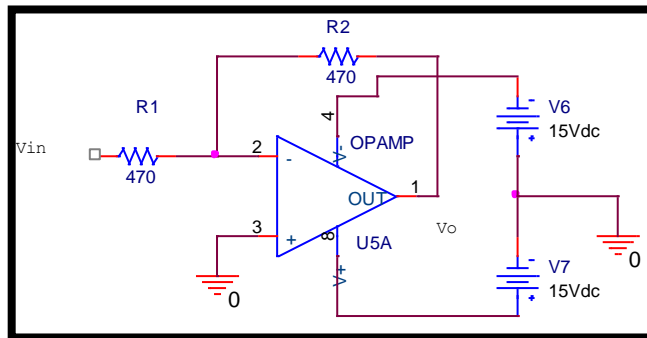 R2
470
R1
Vin
470
4
V-
OPAMP
2
-
OUT
1
3
+
8
U5A
V+
Vo
0
-
V6
15Vdc
+
0
-
V7
15Vdc
+